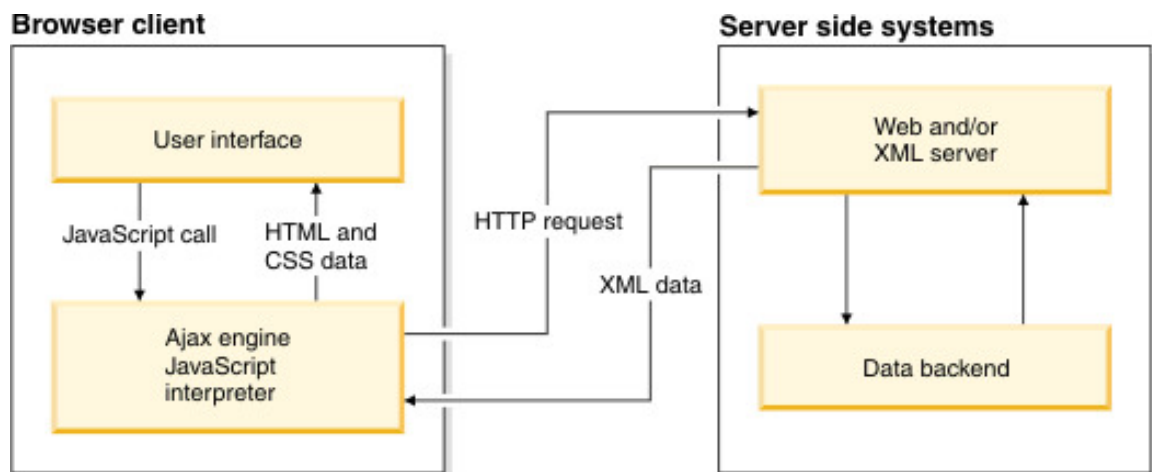 Browser client
Server side systems
User interface
JavaScript call
HTML and
CSS data
Ajax engine
JavaScript
interpreter
HTTP request
XML data
Web and/or
XML server
Data backend